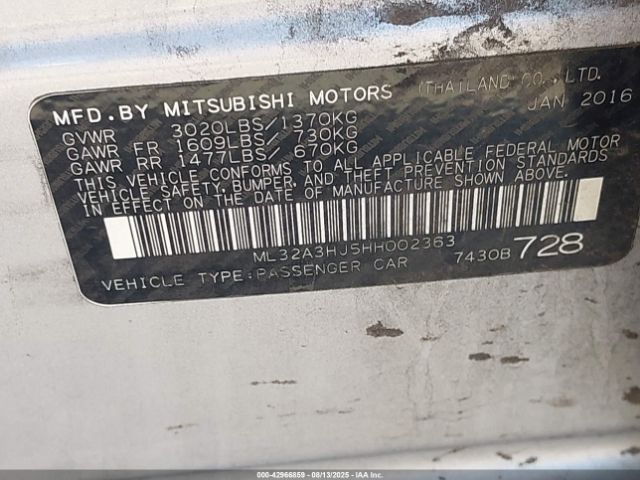 MFD. BY MITSUBISHI MOTORS (THAILAND) CO., LTD.
JAN 2016
GVWR 3020LBS/1370KG
GAWR FR 1609LBS/ 730KG
GAWR RR 1477LBS/ 670KG
THIS VEHICLE CONFORMS TO ALL APPLICABLE FEDERAL MOTOR
VEHICLE SAFETY, BUMPER, AND THEFT PREVENTION STANDARDS
IN EFFECT ON THE DATE OF MANUFACTURE SHOWN ABOVE.
ML32A3HJ5HH002363
VEHICLE TYPE:PASSENGER CAR 7430B 728
000-42966859 - 08/13/2025 - IAA Inc.